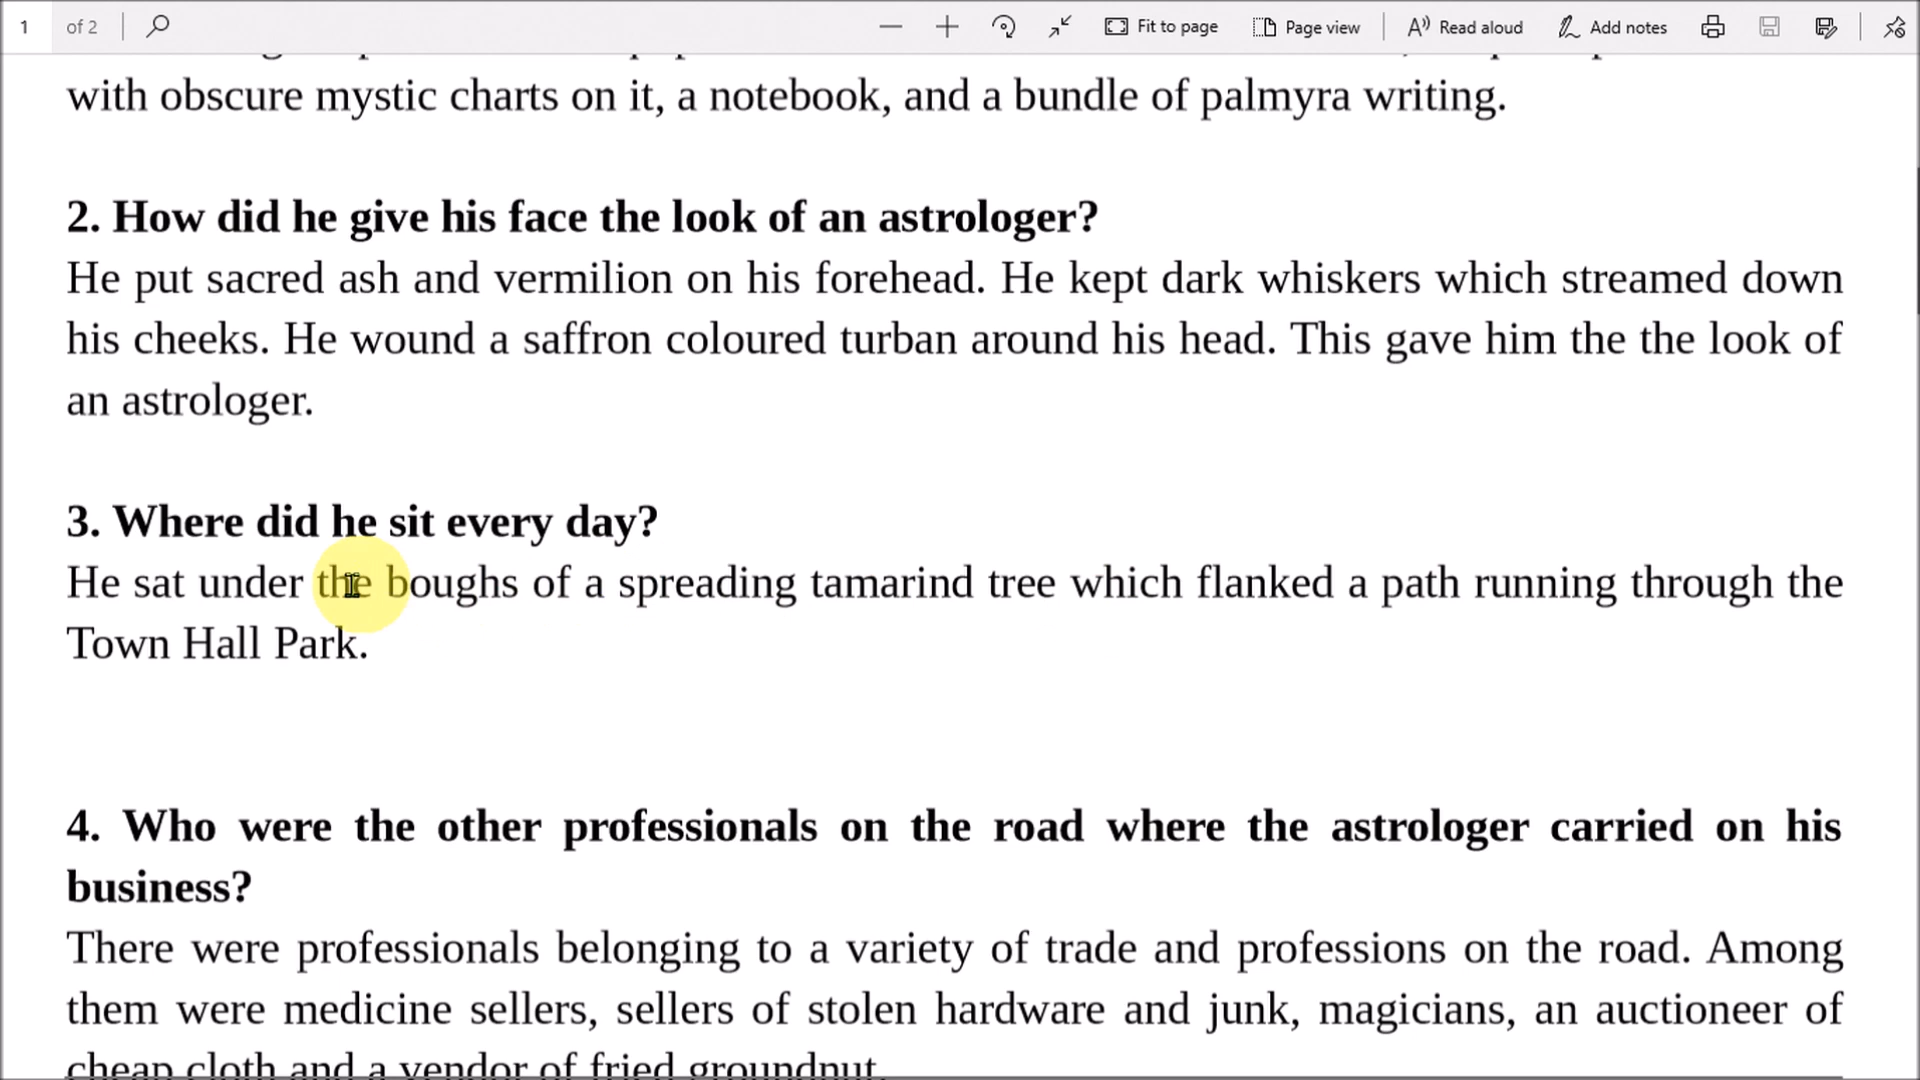 1 of 2 Fit to page Page view Read aloud Add notes
with obscure mystic charts on it, a notebook, and a bundle of palmyra writing.
2. How did he give his face the look of an astrologer?
He put sacred ash and vermilion on his forehead. He kept dark whiskers which streamed down
his cheeks. He wound a saffron coloured turban around his head. This gave him the the look of
an astrologer.
3. Where did he sit every day?
He sat under the boughs of a spreading tamarind tree which flanked a path running through the
Town Hall Park.
4. Who were the other professionals on the road where the astrologer carried on his
business?
There were professionals belonging to a variety of trade and professions on the road. Among
them were medicine sellers, sellers of stolen hardware and junk, magicians, an auctioneer of
cheap cloth and a vendor of fried groundnut.